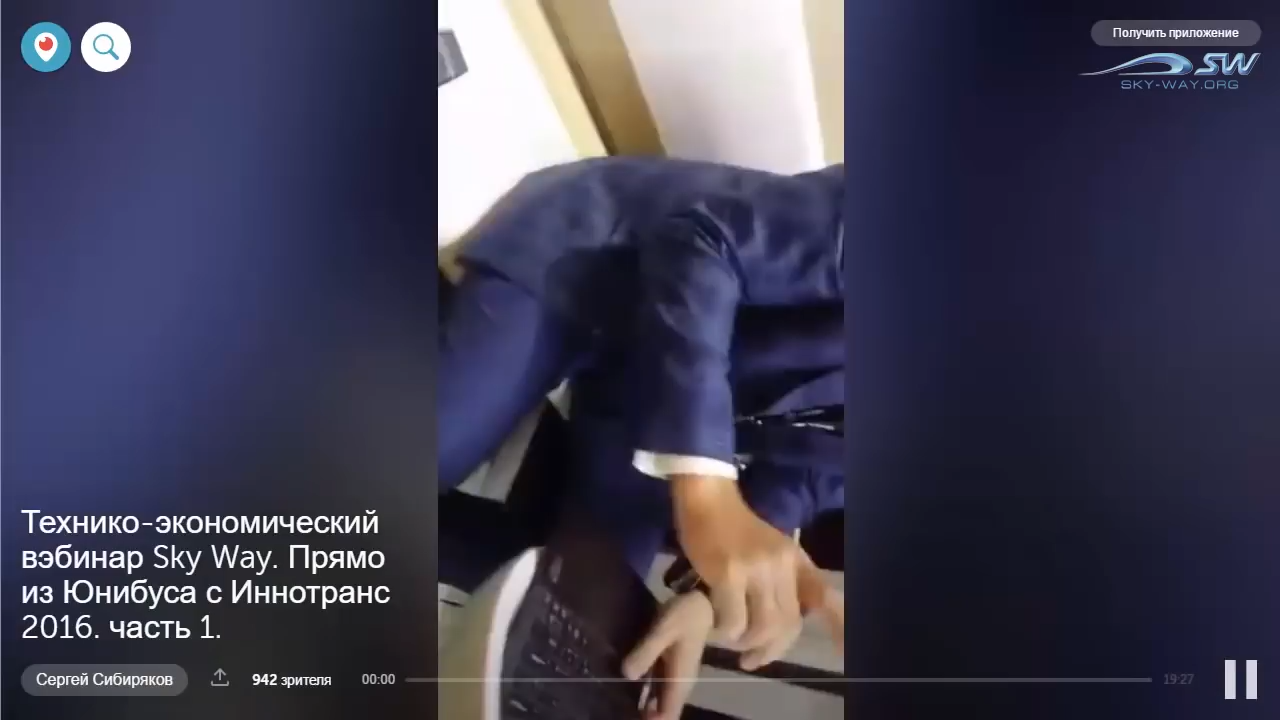 Получить приложение
SW
SKY-WAY.ORG
Технико-экономический
вэбинар Sky Way. Прямо
из Юнибуса с Иннотранс
2016. часть 1.
Сергей Сибиряков
942 зрителя
00:00
19:27